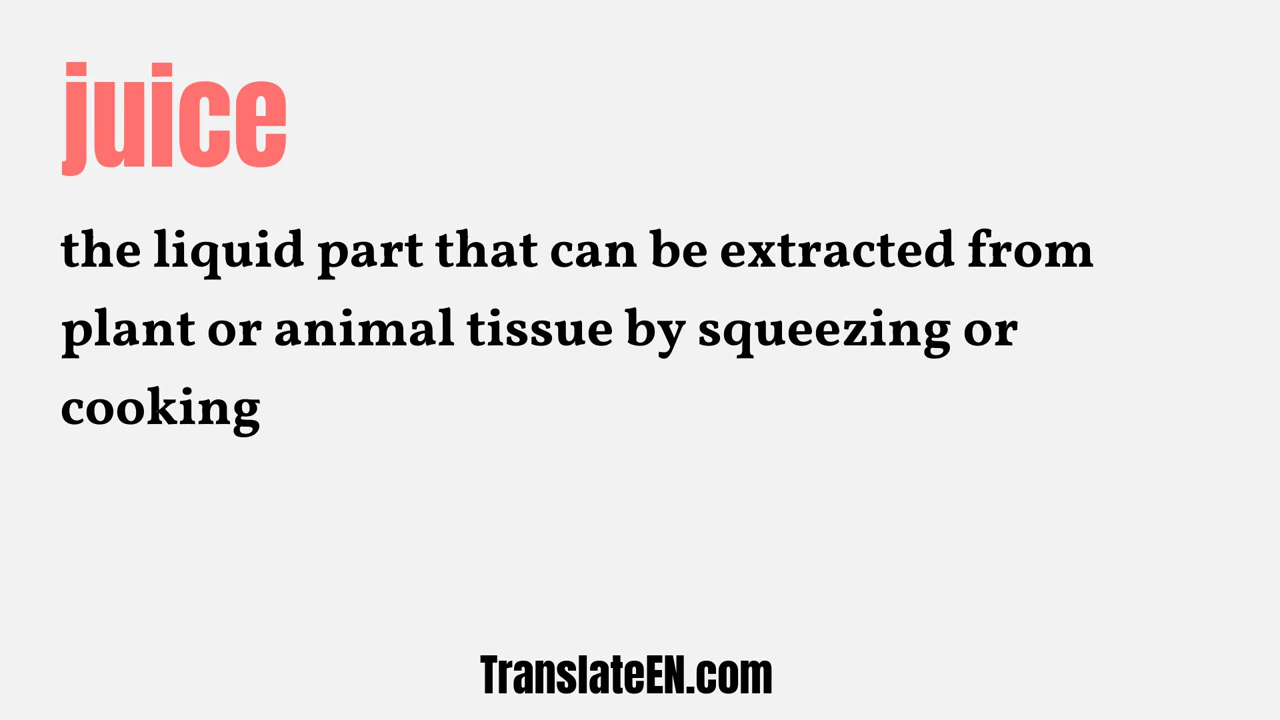 juice
the liquid part that can be extracted from
plant or animal tissue by squeezing or
cooking
TranslateEN.com